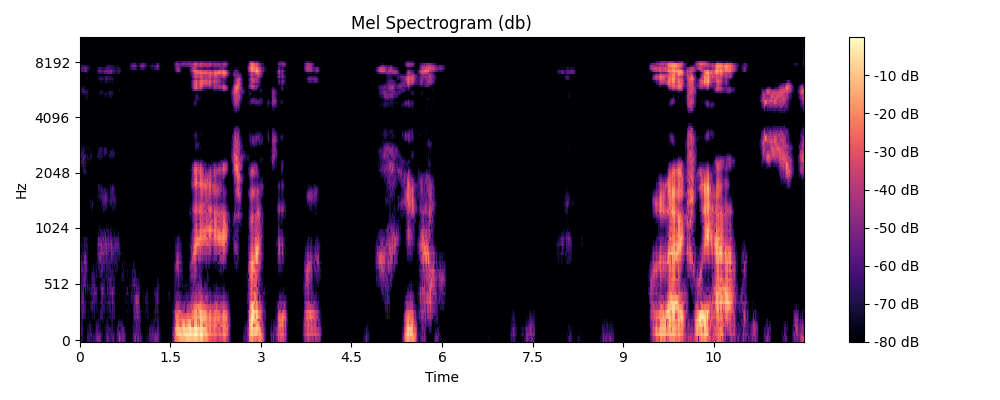 Mel Spectrogram (db)
Hz
8192
4096
2048
1024
512
0
0 1.5 3 4.5 6 7.5 9 10
Time
-10 dB
-20 dB
-30 dB
-40 dB
-50 dB
-60 dB
-70 dB
-80 dB